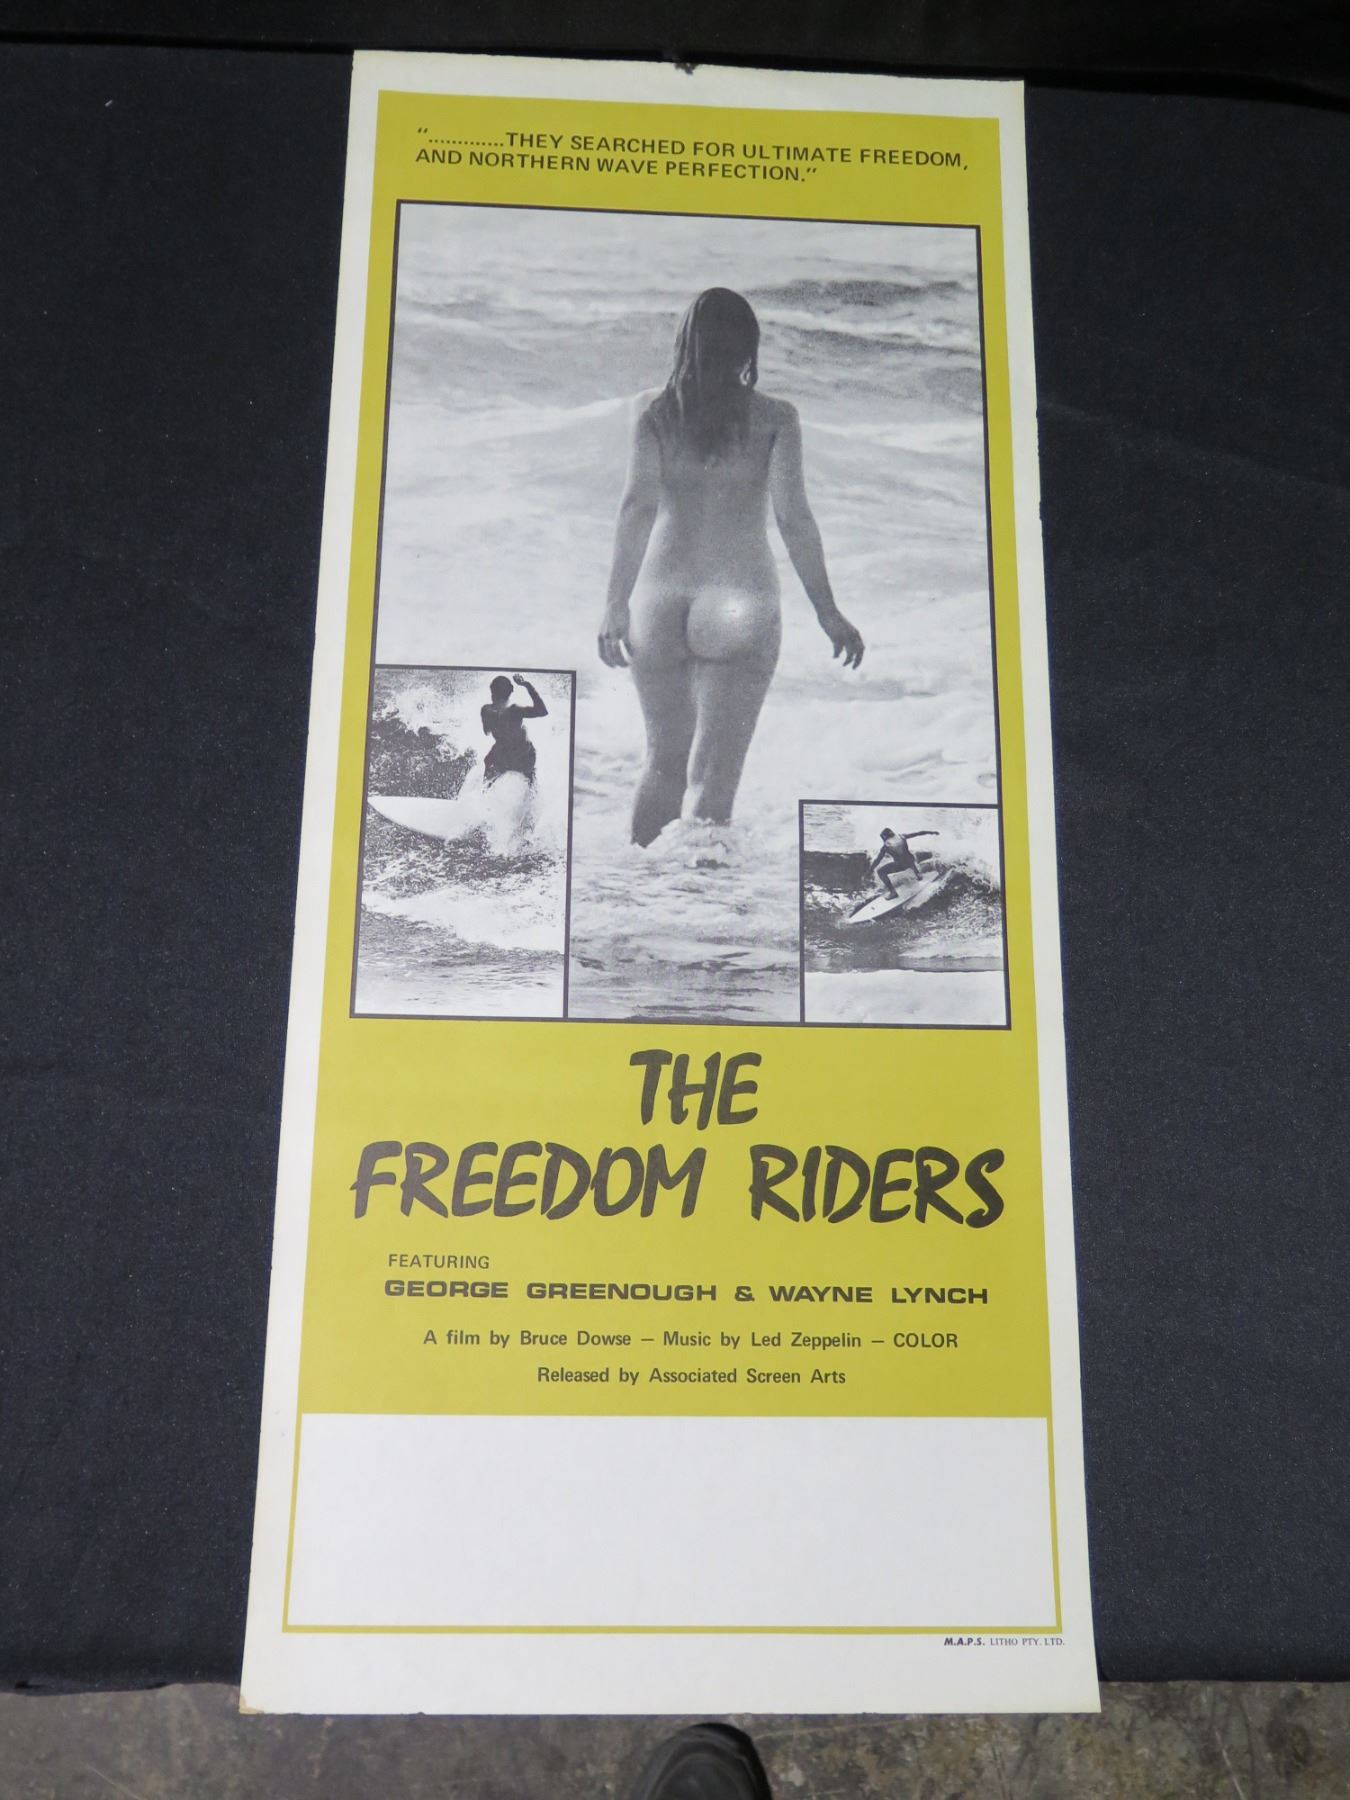 ".............THEY SEARCHED FOR ULTIMATE FREEDOM,
AND NORTHERN WAVE PERFECTION."
THE
FREEDOM RIDERS
FEATURING
GEORGE GREENOUGH & WAYNE LYNCH
A film by Bruce Dowse — Music by Led Zeppelin — COLOR
Released by Associated Screen Arts
M.A.P.S. LITHO PTY. LTD.